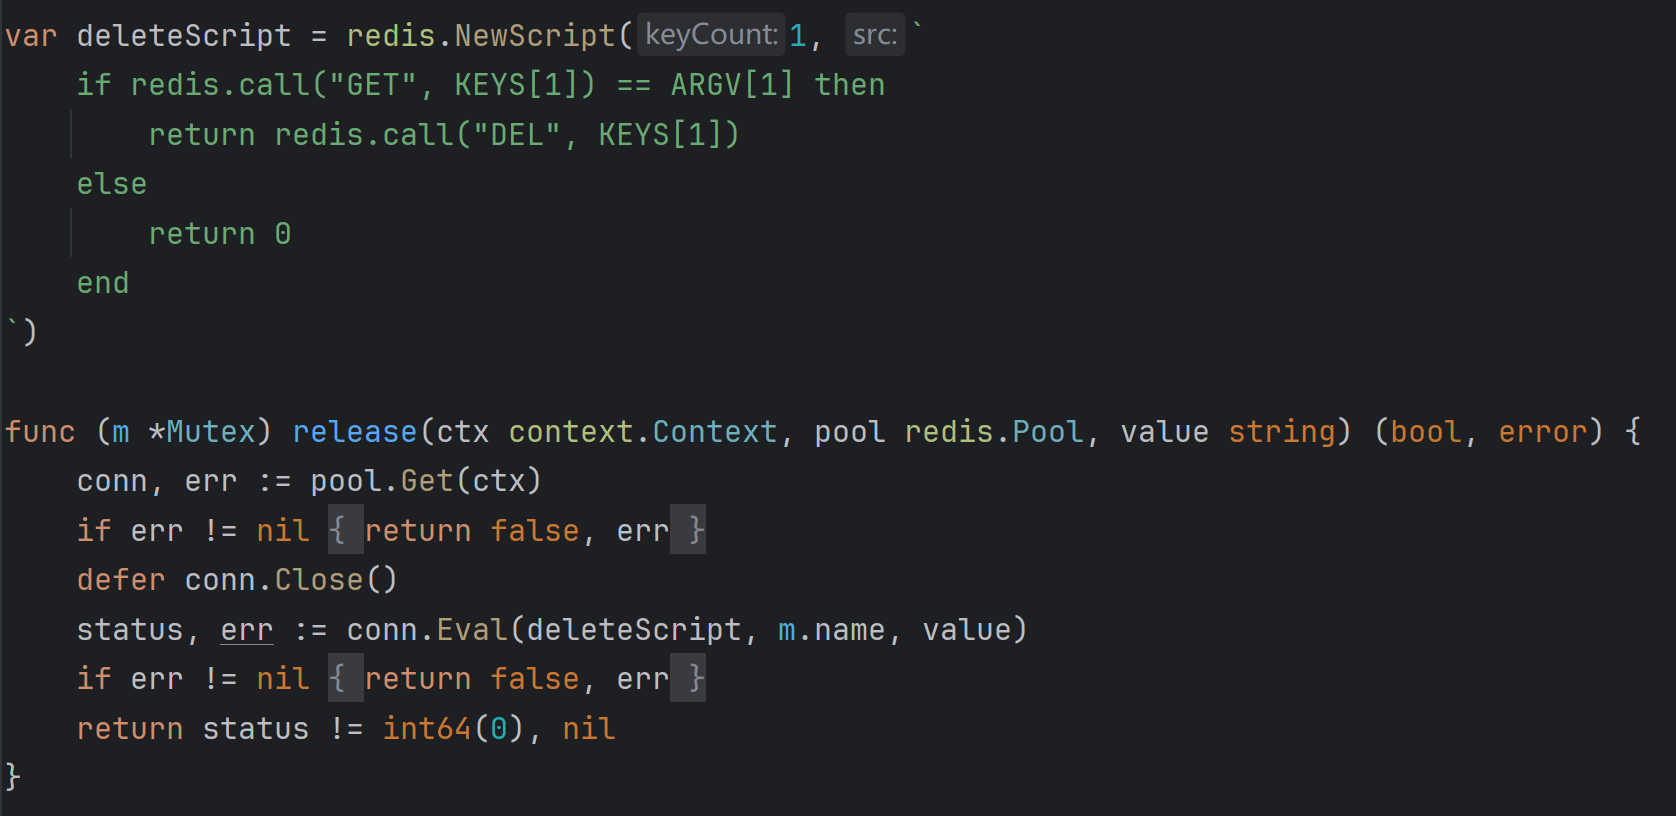 var deleteScript = redis.NewScript( keyCount: 1, src: `
    if redis.call("GET", KEYS[1]) == ARGV[1] then
        return redis.call("DEL", KEYS[1])
    else
        return 0
    end
`)

func (m *Mutex) release(ctx context.Context, pool redis.Pool, value string) (bool, error) {
    conn, err := pool.Get(ctx)
    if err != nil { return false, err }
    defer conn.Close()
    status, err := conn.Eval(deleteScript, m.name, value)
    if err != nil { return false, err }
    return status != int64(0), nil
}